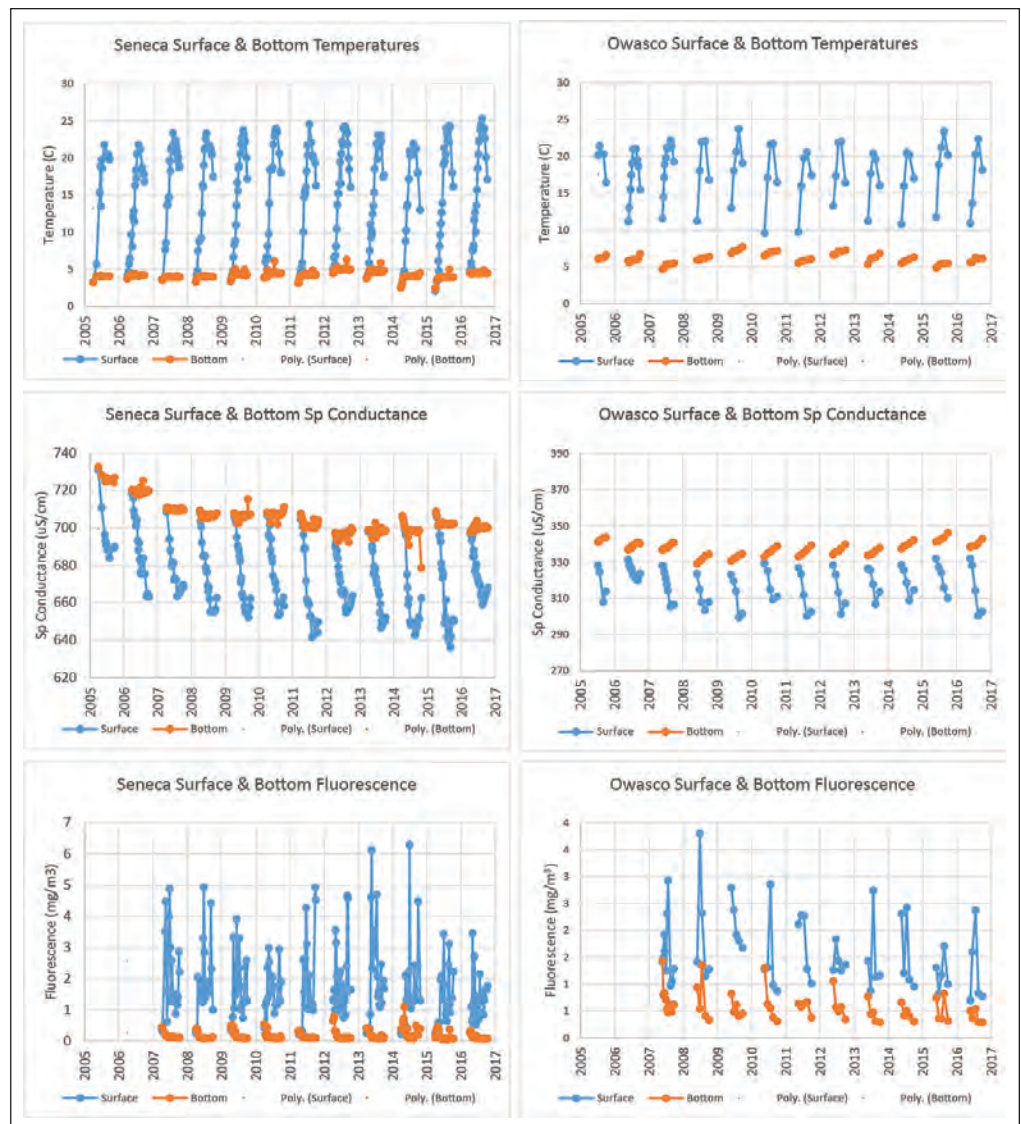 Seneca Surface & Bottom Temperatures
Temperature (C)
30
25
20
15
10
5
0
2005 2006 2007 2008 2009 2010 2011 2012 2013 2014 2015 2016 2017
Surface Bottom Poly. (Surface) Poly. (Bottom)
Owasco Surface & Bottom Temperatures
Temperature (C)
30
25
20
15
10
5
0
2005 2006 2007 2008 2009 2010 2011 2012 2013 2014 2015 2016 2017
Surface Bottom Poly. (Surface) Poly. (Bottom)
Seneca Surface & Bottom Sp Conductance
Sp Conductance (uS/cm)
740
720
700
680
660
640
620
2005 2006 2007 2008 2009 2010 2011 2012 2013 2014 2015 2016 2017
Surface Bottom Poly. (Surface) Poly. (Bottom)
Owasco Surface & Bottom Sp Conductance
Sp Conductance (uS/cm)
390
370
350
330
310
290
270
2005 2006 2007 2008 2009 2010 2011 2012 2013 2014 2015 2016 2017
Surface Bottom Poly. (Surface) Poly. (Bottom)
Seneca Surface & Bottom Fluorescence
Fluorescence (mg/m3)
7
6
5
4
3
2
1
0
2005 2006 2007 2008 2009 2010 2011 2012 2013 2014 2015 2016 2017
Surface Bottom Poly. (Surface) Poly. (Bottom)
Owasco Surface & Bottom Fluorescence
Fluorescence (mg/m³)
4
4
3
3
2
2
1
1
0
2005 2006 2007 2008 2009 2010 2011 2012 2013 2014 2015 2016 2017
Surface Bottom Poly. (Surface) Poly. (Bottom)